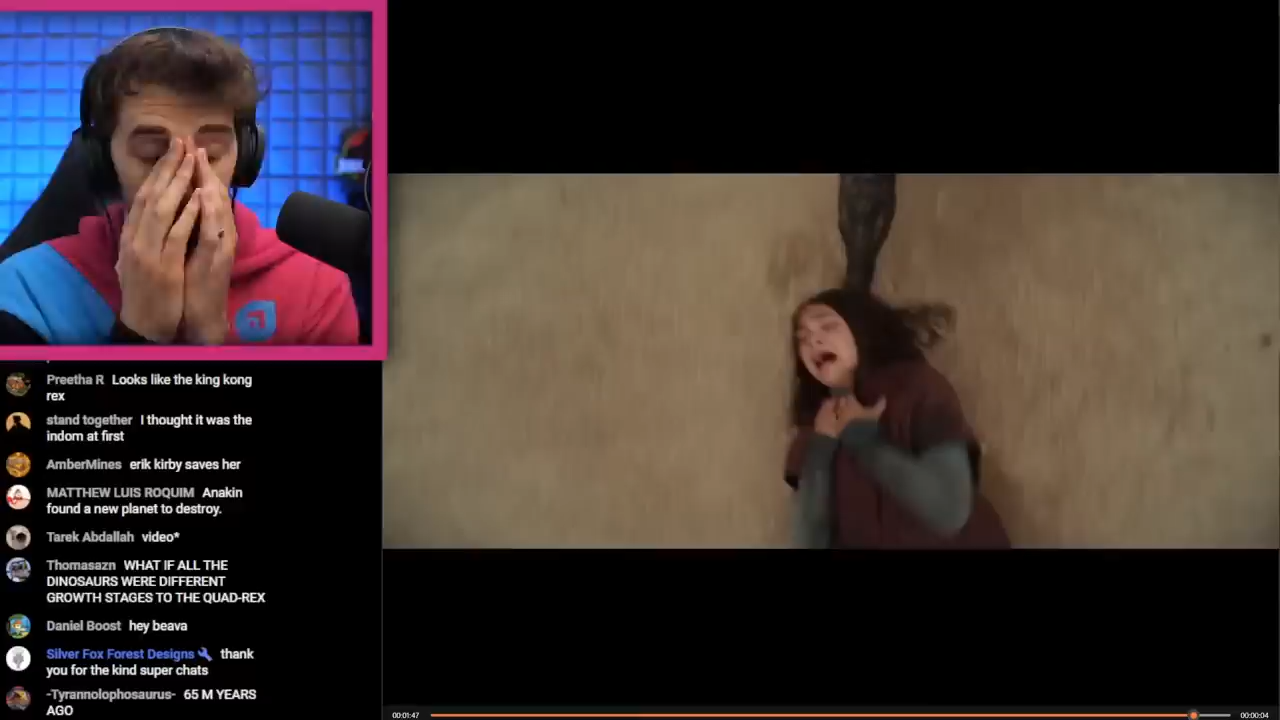 Preetha R Looks like the king kong
rex
stand together I thought it was the
indom at first
AmberMines erik kirby saves her
MATTHEW LUIS ROQUIM Anakin
found a new planet to destroy.
Tarek Abdallah video*
Thomasazn WHAT IF ALL THE
DINOSAURS WERE DIFFERENT
GROWTH STAGES TO THE QUAD-REX
Daniel Boost hey beava
Silver Fox Forest Designs thank
you for the kind super chats
-Tyrannolophosaurus- 65 M YEARS
AGO
00:01:47
00:00:04